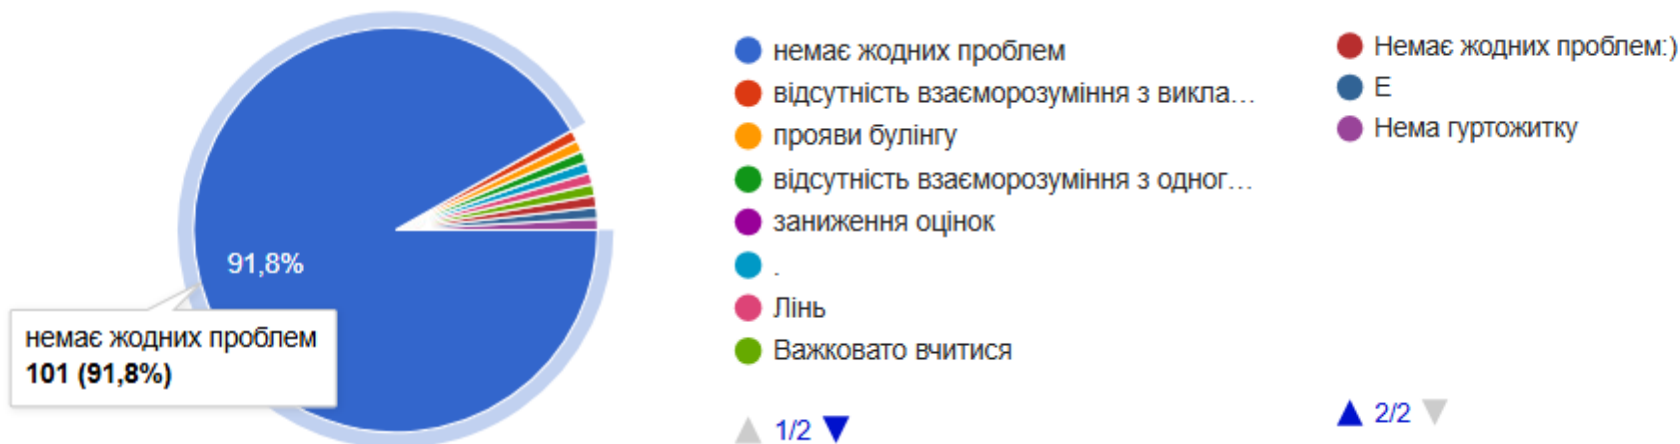 91,8%
немає жодних проблем
101 (91,8%)
немає жодних проблем
відсутність взаєморозуміння з викла...
прояви булінгу
відсутність взаєморозуміння з одног...
заниження оцінок
.
Лінь
Важковато вчитися
1/2
Немає жодних проблем:)
Е
Нема гуртожитку
2/2